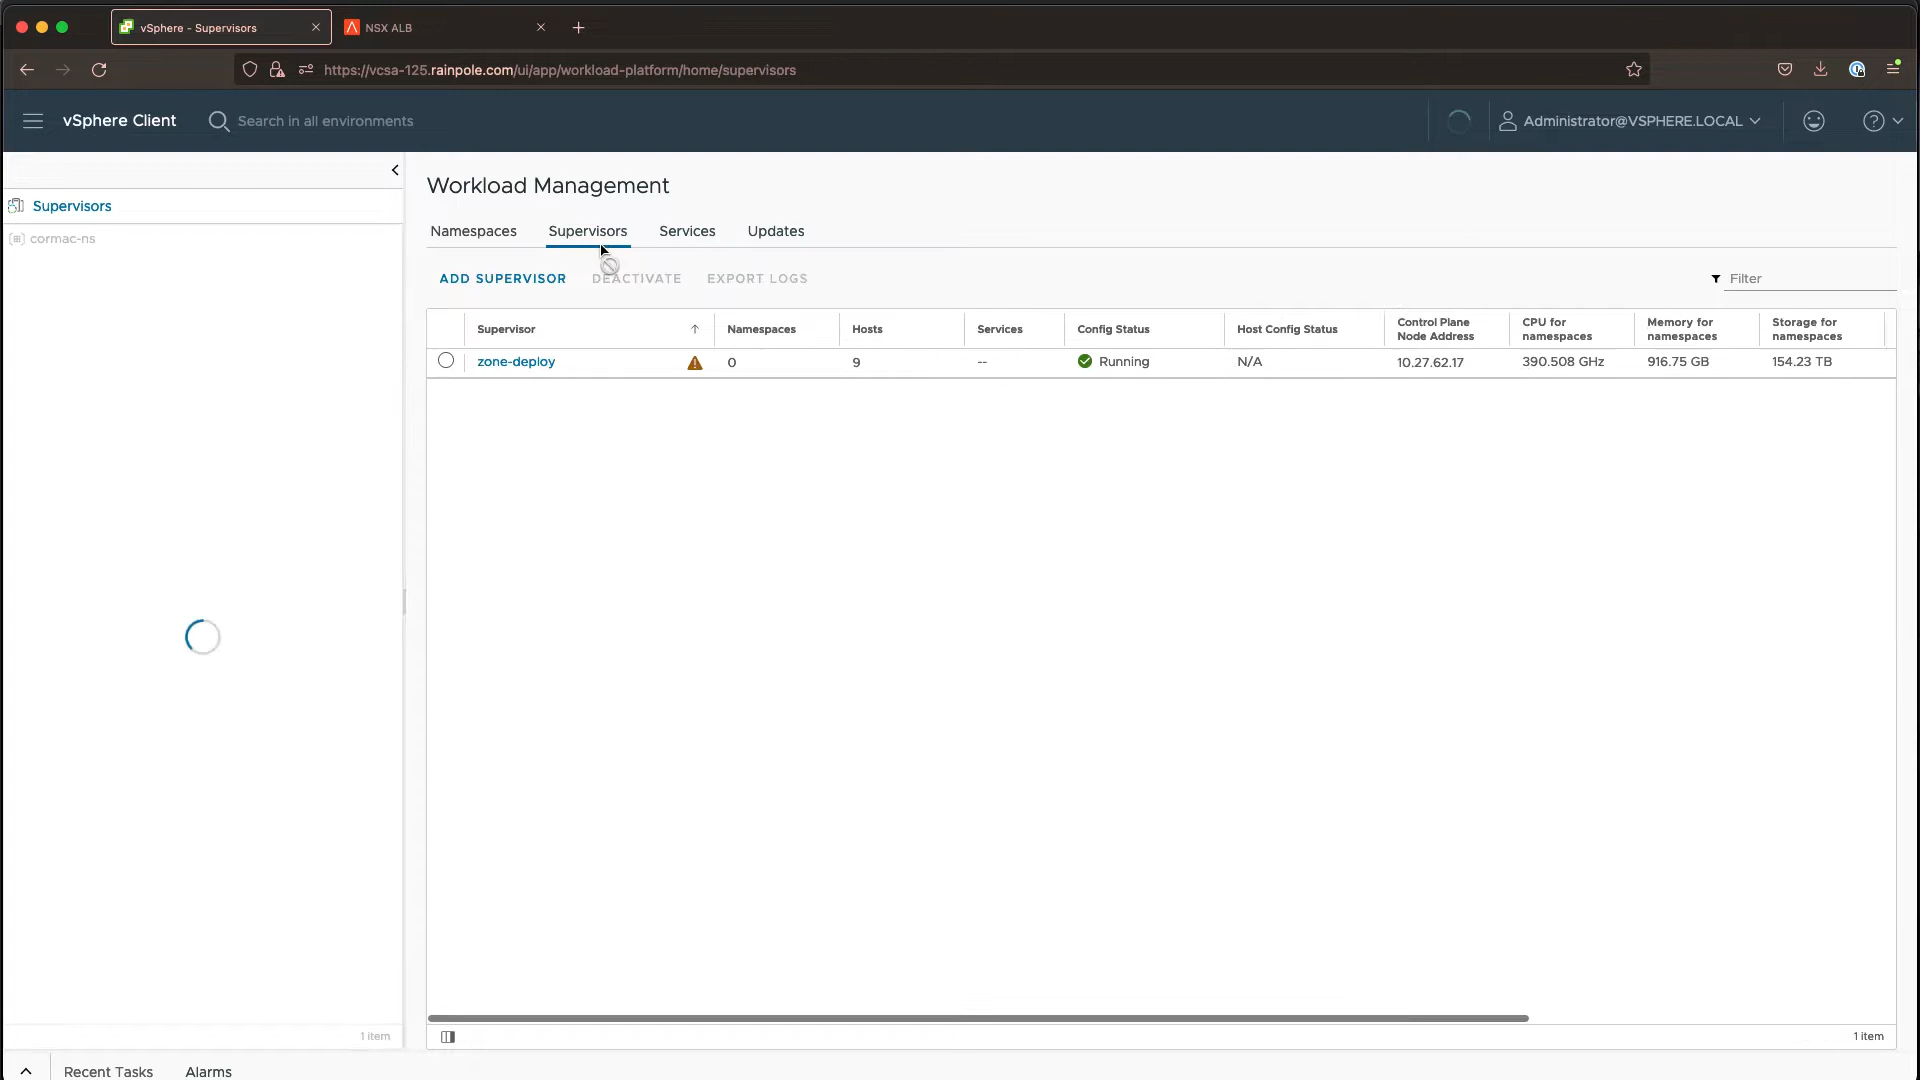 vSphere - Supervisors
NSX ALB
https://vcsa-125.rainpole.com/ui/app/workload-platform/home/supervisors
vSphere Client
Search in all environments
Administrator@VSPHERE.LOCAL
Supervisors
cormac-ns
1 item
Workload Management
Namespaces Supervisors Services Updates
ADD SUPERVISOR DEACTIVATE EXPORT LOGS
Filter
Supervisor Namespaces Hosts Services Config Status Host Config Status Control Plane Node Address CPU for namespaces Memory for namespaces Storage for namespaces
zone-deploy 0 9 -- Running N/A 10.27.62.17 390.508 GHz 916.75 GB 154.23 TB
1 item
Recent Tasks Alarms